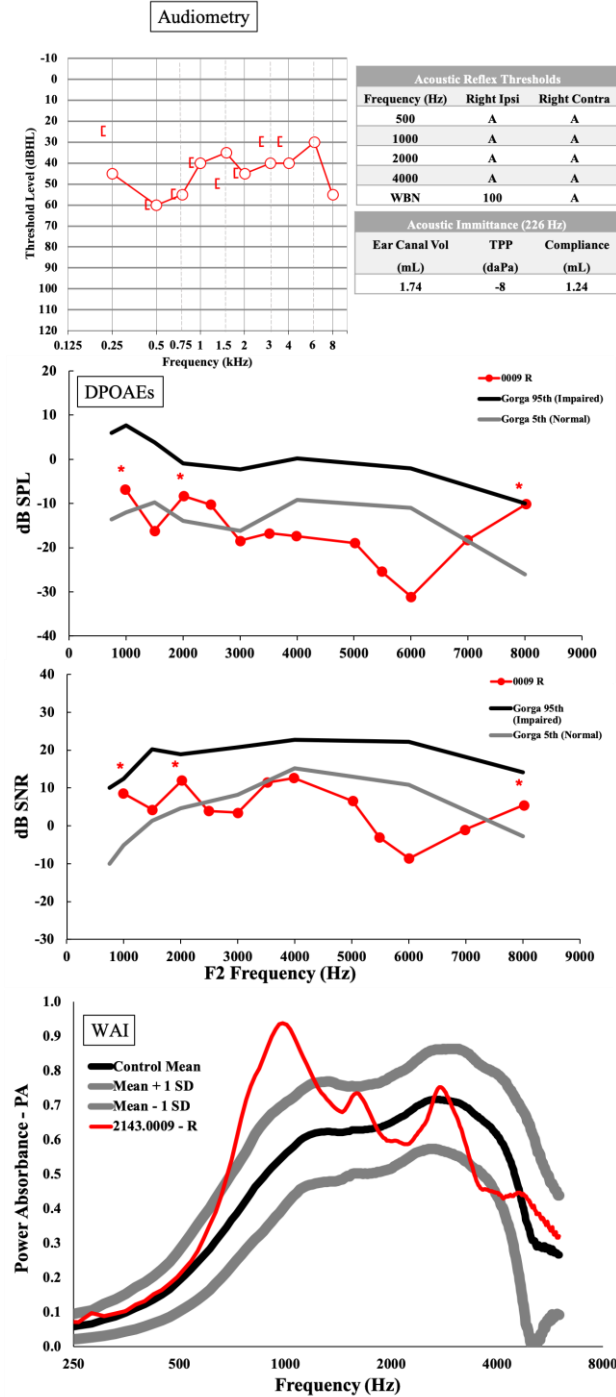 Audiometry
-10
0
10
20
30
40
50
60
70
80
90
100
110
120
Threshold Level (dBHL)
0.125 0.25 0.5 0.75 1 1.5 2 3 4 6 8
Frequency (kHz)
Acoustic Reflex Thresholds
Frequency (Hz) Right Ipsi Right Contra
500 A A
1000 A A
2000 A A
4000 A A
WBN 100 A
Acoustic Immittance (226 Hz)
Ear Canal Vol TPP Compliance
(mL) (daPa) (mL)
1.74 -8 1.24
DPOAEs
0009 R
Gorga 95th (Impaired)
Gorga 5th (Normal)
20
10
0
-10
-20
-30
-40
dB SPL
* * *
0 1000 2000 3000 4000 5000 6000 7000 8000 9000
0009 R
Gorga 95th
(Impaired)
Gorga 5th (Normal)
40
30
20
10
0
-10
-20
-30
dB SNR
* * *
0 1000 2000 3000 4000 5000 6000 7000 8000 9000
F2 Frequency (Hz)
WAI
Control Mean
Mean + 1 SD
Mean - 1 SD
2143.0009 - R
1.0
0.9
0.8
0.7
0.6
0.5
0.4
0.3
0.2
0.1
0.0
Power Absorbance - PA
250 500 1000 2000 4000 8000
Frequency (Hz)